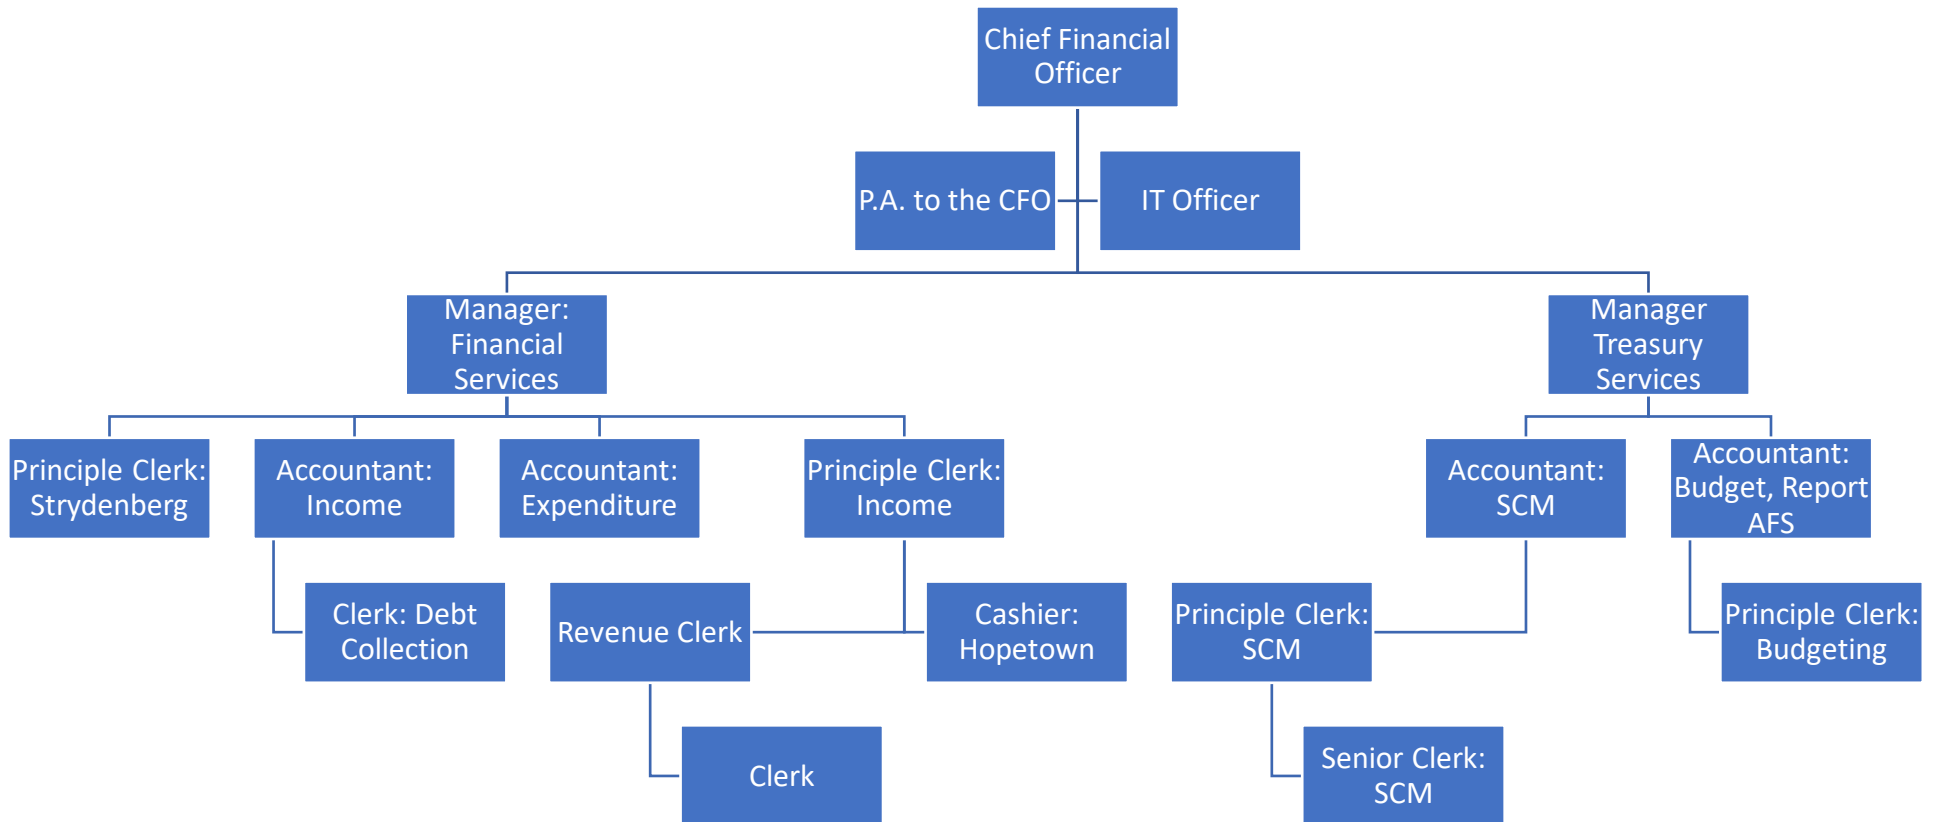 Chief Financial
Officer
P.A. to the CFO
IT Officer
Manager:
Financial
Services
Manager
Treasury
Services
Principle Clerk:
Strydenberg
Accountant:
Income
Accountant:
Expenditure
Principle Clerk:
Income
Accountant:
SCM
Accountant:
Budget, Report
AFS
Clerk: Debt
Collection
Revenue Clerk
Cashier:
Hopetown
Principle Clerk:
SCM
Principle Clerk:
Budgeting
Clerk
Senior Clerk:
SCM